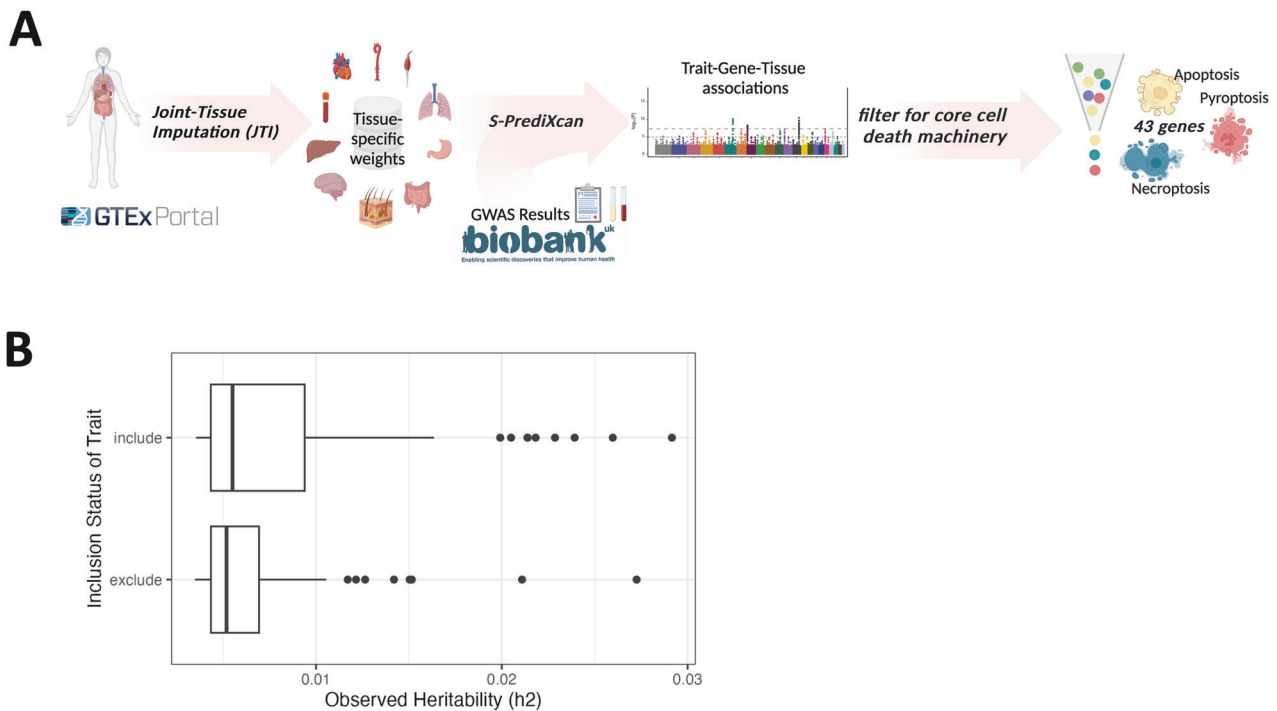 A
Joint-Tissue
Imputation (JTI)
GTExPortal
Tissue-
specific
weights
S-PrediXcan
GWAS Results
biobank uk
Enabling scientific discoveries that improve human health
Trait-Gene-Tissue
associations
filter for core cell
death machinery
Apoptosis
Pyroptosis
43 genes
Necroptosis
B
Inclusion Status of Trait
include
exclude
0.01
0.02
0.03
Observed Heritability (h2)